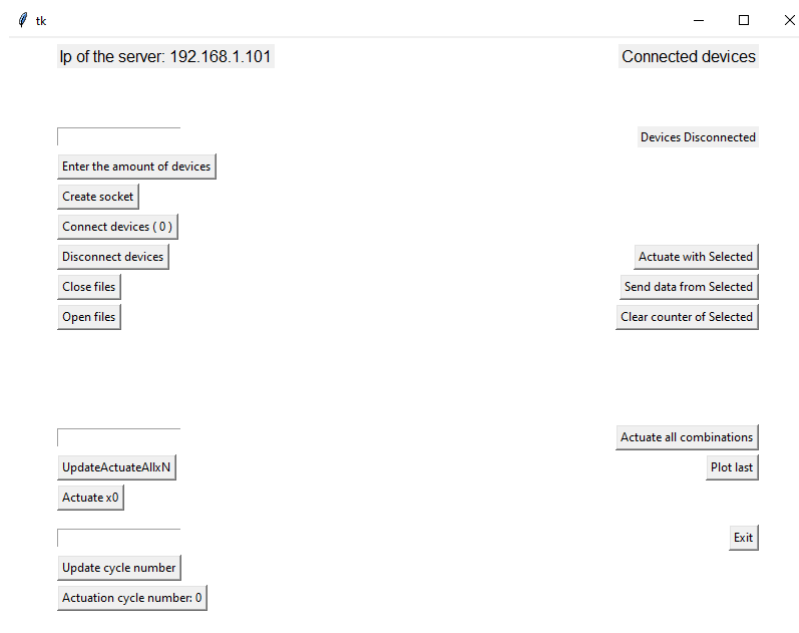 tk
Ip of the server: 192.168.1.101 Connected devices
Devices Disconnected
Enter the amount of devices
Create socket
Connect devices ( 0 )
Disconnect devices Actuate with Selected
Close files Send data from Selected
Open files Clear counter of Selected
Actuate all combinations
UpdateActuateAllxN Plot last
Actuate x0
Exit
Update cycle number
Actuation cycle number: 0